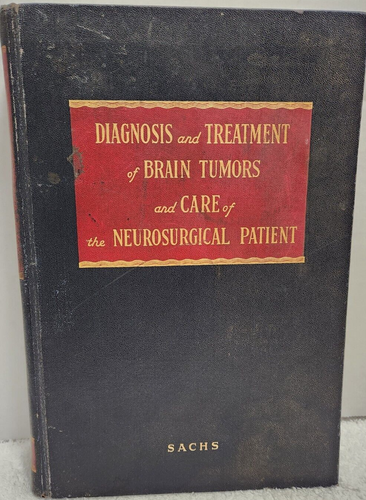 DIAGNOSIS and TREATMENT
of BRAIN TUMORS
and CARE of
the NEUROSURGICAL PATIENT
SACHS